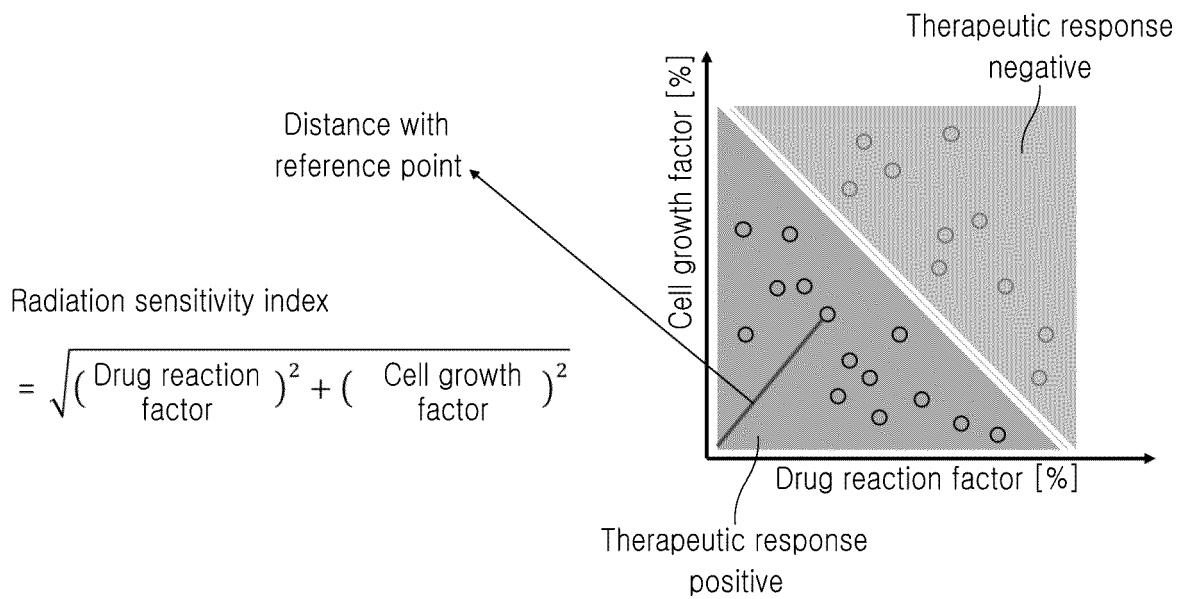 Therapeutic response
negative
Distance with
reference point
Cell growth factor [%]
Radiation sensitivity index
= √( Drug reaction factor )² + ( Cell growth factor )²
Drug reaction factor [%]
Therapeutic response
positive